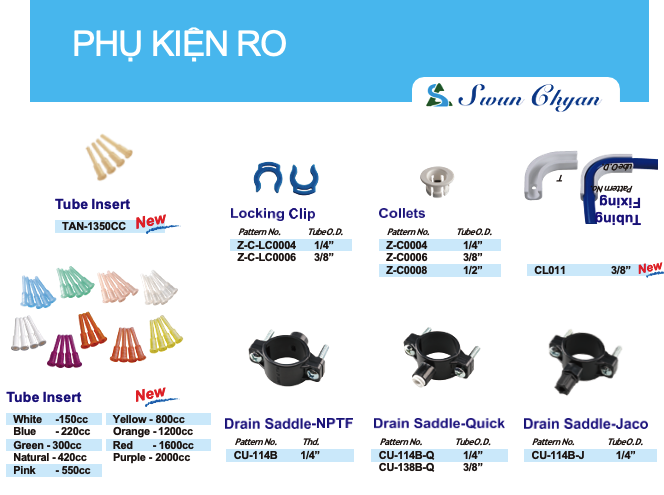 PHỤ KIỆN RO
Swun Chyan
Tube Insert
TAN-1350CC New
Locking Clip
Pattern No. Tube O.D.
Z-C-LC0004 1/4”
Z-C-LC0006 3/8”
Collets
Pattern No. Tube O.D.
Z-C0004 1/4”
Z-C0006 3/8”
Z-C0008 1/2”
Tubing
Fixing
Pattern No.
Tube O.D.
CL011 3/8” New
Tube Insert New
White -150cc
Blue -220cc
Green - 300cc
Natural - 420cc
Pink - 550cc
Yellow - 800cc
Orange - 1200cc
Red - 1600cc
Purple - 2000cc
Drain Saddle-NPTF
Pattern No. Thd.
CU-114B 1/4”
Drain Saddle-Quick
Pattern No. Tube O.D.
CU-114B-Q 1/4”
CU-138B-Q 3/8”
Drain Saddle-Jaco
Pattern No. Tube O.D.
CU-114B-J 1/4”